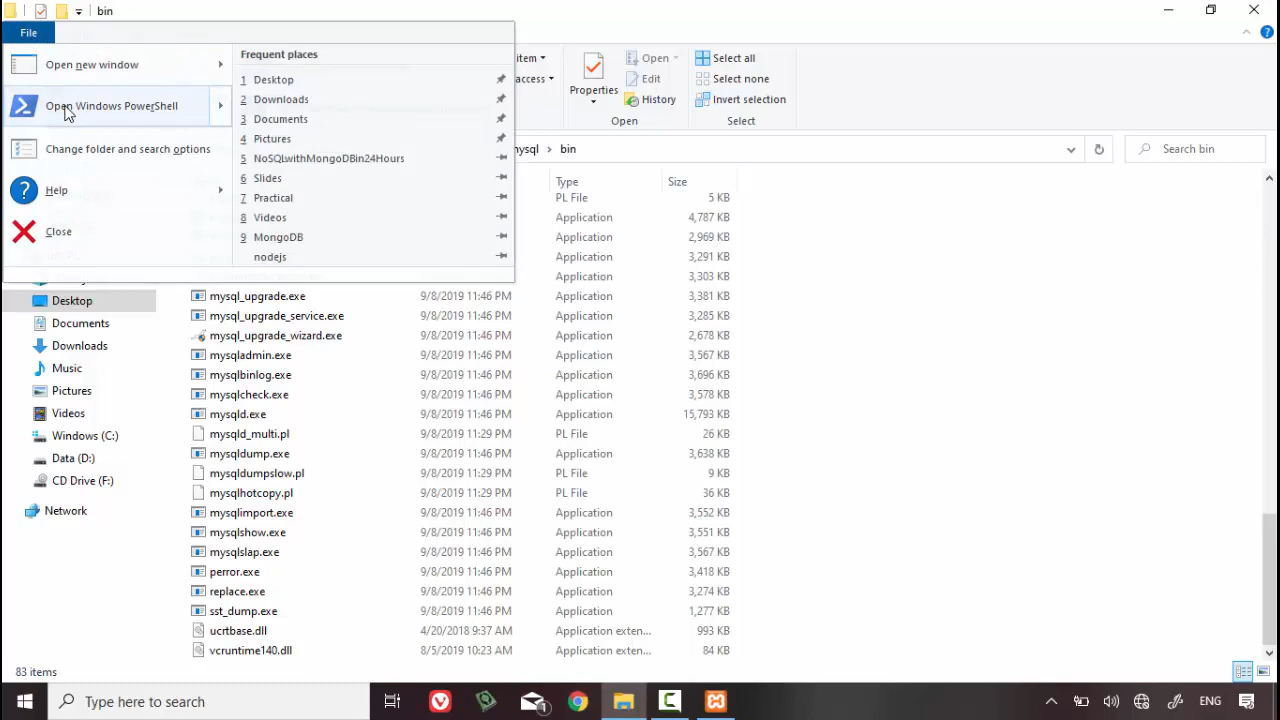 bin
File
Open new window
Open Windows PowerShell
Change folder and search options
Help
Close
Frequent places
1 Desktop
2 Downloads
3 Documents
4 Pictures
5 NoSQLwithMongoDBin24Hours
6 Slides
7 Practical
8 Videos
9 MongoDB
nodejs
item
access
Properties
Open
Edit
History
Open
Select all
Select none
Invert selection
Select
mysql > bin
Search bin
Type Size
PL File 5 KB
Application 4,787 KB
Application 2,969 KB
Application 3,291 KB
Application 3,303 KB
mysql_upgrade.exe 9/8/2019 11:46 PM Application 3,381 KB
mysql_upgrade_service.exe 9/8/2019 11:46 PM Application 3,285 KB
mysql_upgrade_wizard.exe 9/8/2019 11:46 PM Application 2,678 KB
mysqladmin.exe 9/8/2019 11:46 PM Application 3,567 KB
mysqlbinlog.exe 9/8/2019 11:46 PM Application 3,696 KB
mysqlcheck.exe 9/8/2019 11:46 PM Application 3,578 KB
mysqld.exe 9/8/2019 11:46 PM Application 15,793 KB
mysqld_multi.pl 9/8/2019 11:29 PM PL File 26 KB
mysqldump.exe 9/8/2019 11:46 PM Application 3,638 KB
mysqldumpslow.pl 9/8/2019 11:29 PM PL File 9 KB
mysqlhotcopy.pl 9/8/2019 11:29 PM PL File 36 KB
mysqlimport.exe 9/8/2019 11:46 PM Application 3,552 KB
mysqlshow.exe 9/8/2019 11:46 PM Application 3,551 KB
mysqlslap.exe 9/8/2019 11:46 PM Application 3,567 KB
perror.exe 9/8/2019 11:46 PM Application 3,418 KB
replace.exe 9/8/2019 11:46 PM Application 3,274 KB
sst_dump.exe 9/8/2019 11:46 PM Application 1,277 KB
ucrtbase.dll 4/20/2018 9:37 AM Application exten... 993 KB
vcruntime140.dll 8/5/2019 10:23 AM Application exten... 84 KB
Desktop
Documents
Downloads
Music
Pictures
Videos
Windows (C:)
Data (D:)
CD Drive (F:)
Network
83 items
Type here to search
1
ENG